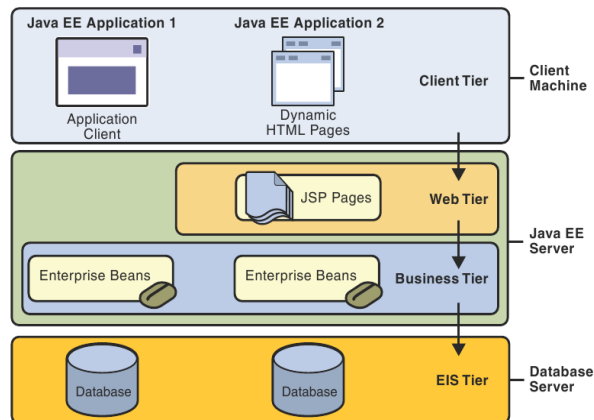 Java EE Application 1
Java EE Application 2
Application
Client
Dynamic
HTML Pages
Client Tier
Client
Machine
JSP Pages
Web Tier
Java EE
Server
Enterprise Beans
Enterprise Beans
Business Tier
Database
Database
EIS Tier
Database
Server